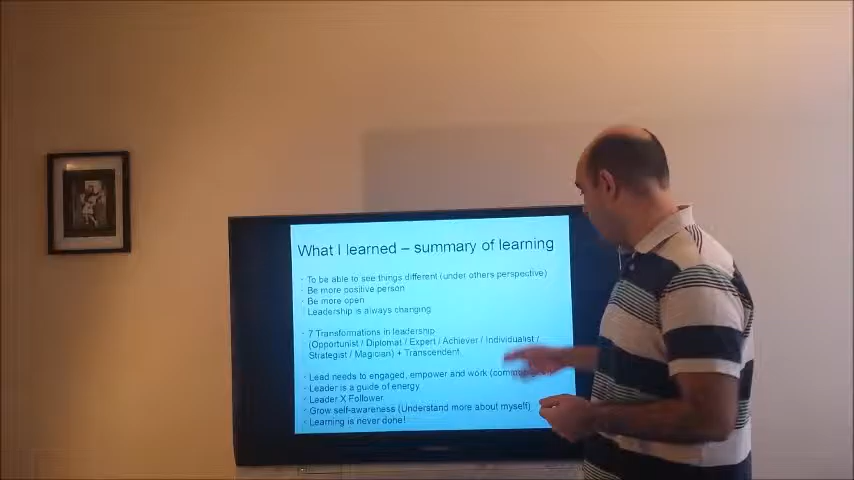 What I learned – summary of learning
· To be able to see things different (under others perspective)
· Be more positive person
· Be more open
· Leadership is always changing
· 7 Transformations in leadership
(Opportunist / Diplomat / Expert / Achiever / Individualist /
Strategist / Magician) + Transcendent
· Lead needs to engaged, empower and work
· Leader is a guide of energy
· Leader X Follower
· Grow self-awareness (Understand more about myself)
· Learning is never done!